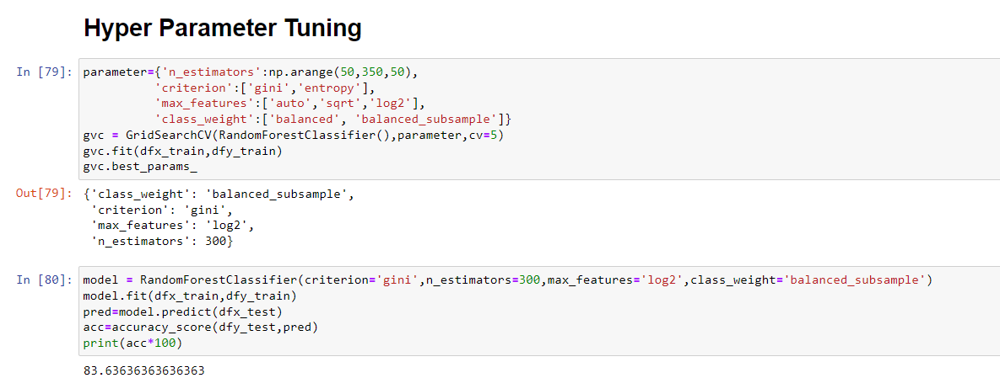 Hyper Parameter Tuning
In [79]: parameter={'n_estimators':np.arange(50,350,50),
'criterion':['gini','entropy'],
'max_features':['auto','sqrt','log2'],
'class_weight':['balanced', 'balanced_subsample']}
gvc = GridSearchCV(RandomForestClassifier(),parameter,cv=5)
gvc.fit(dfx_train,dfy_train)
gvc.best_params_
Out[79]: {'class_weight': 'balanced_subsample',
'criterion': 'gini',
'max_features': 'log2',
'n_estimators': 300}
In [80]: model = RandomForestClassifier(criterion='gini',n_estimators=300,max_features='log2',class_weight='balanced_subsample')
model.fit(dfx_train,dfy_train)
pred=model.predict(dfx_test)
acc=accuracy_score(dfy_test,pred)
print(acc*100)
83.63636363636363